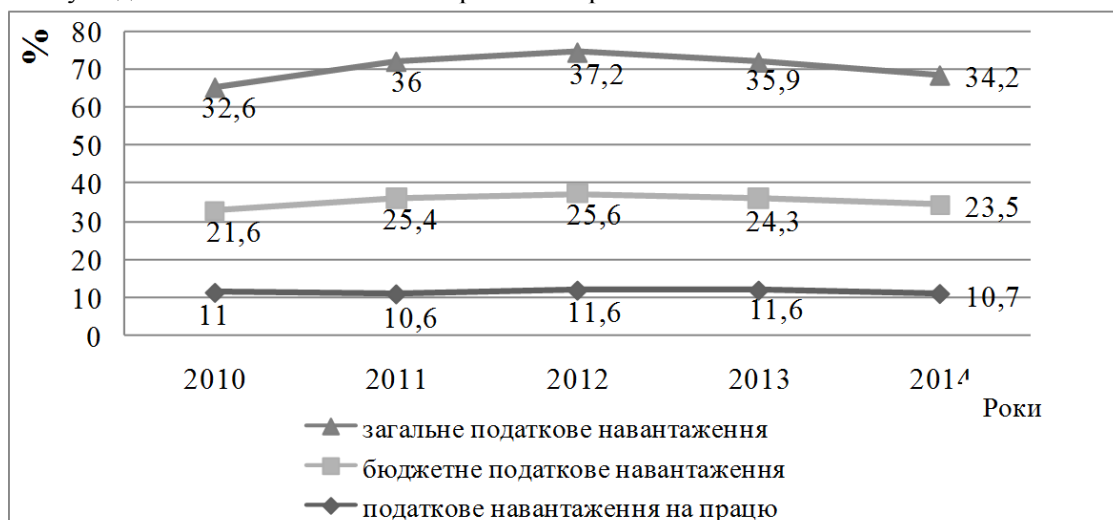 %
80
70
60
50
40
30
20
10
0
32,6 36 37,2 35,9 34,2
21,6 25,4 25,6 24,3 23,5
11 10,6 11,6 11,6 10,7
2010 2011 2012 2013 2014
Роки
загальне податкове навантаження
бюджетне податкове навантаження
податкове навантаження на працю